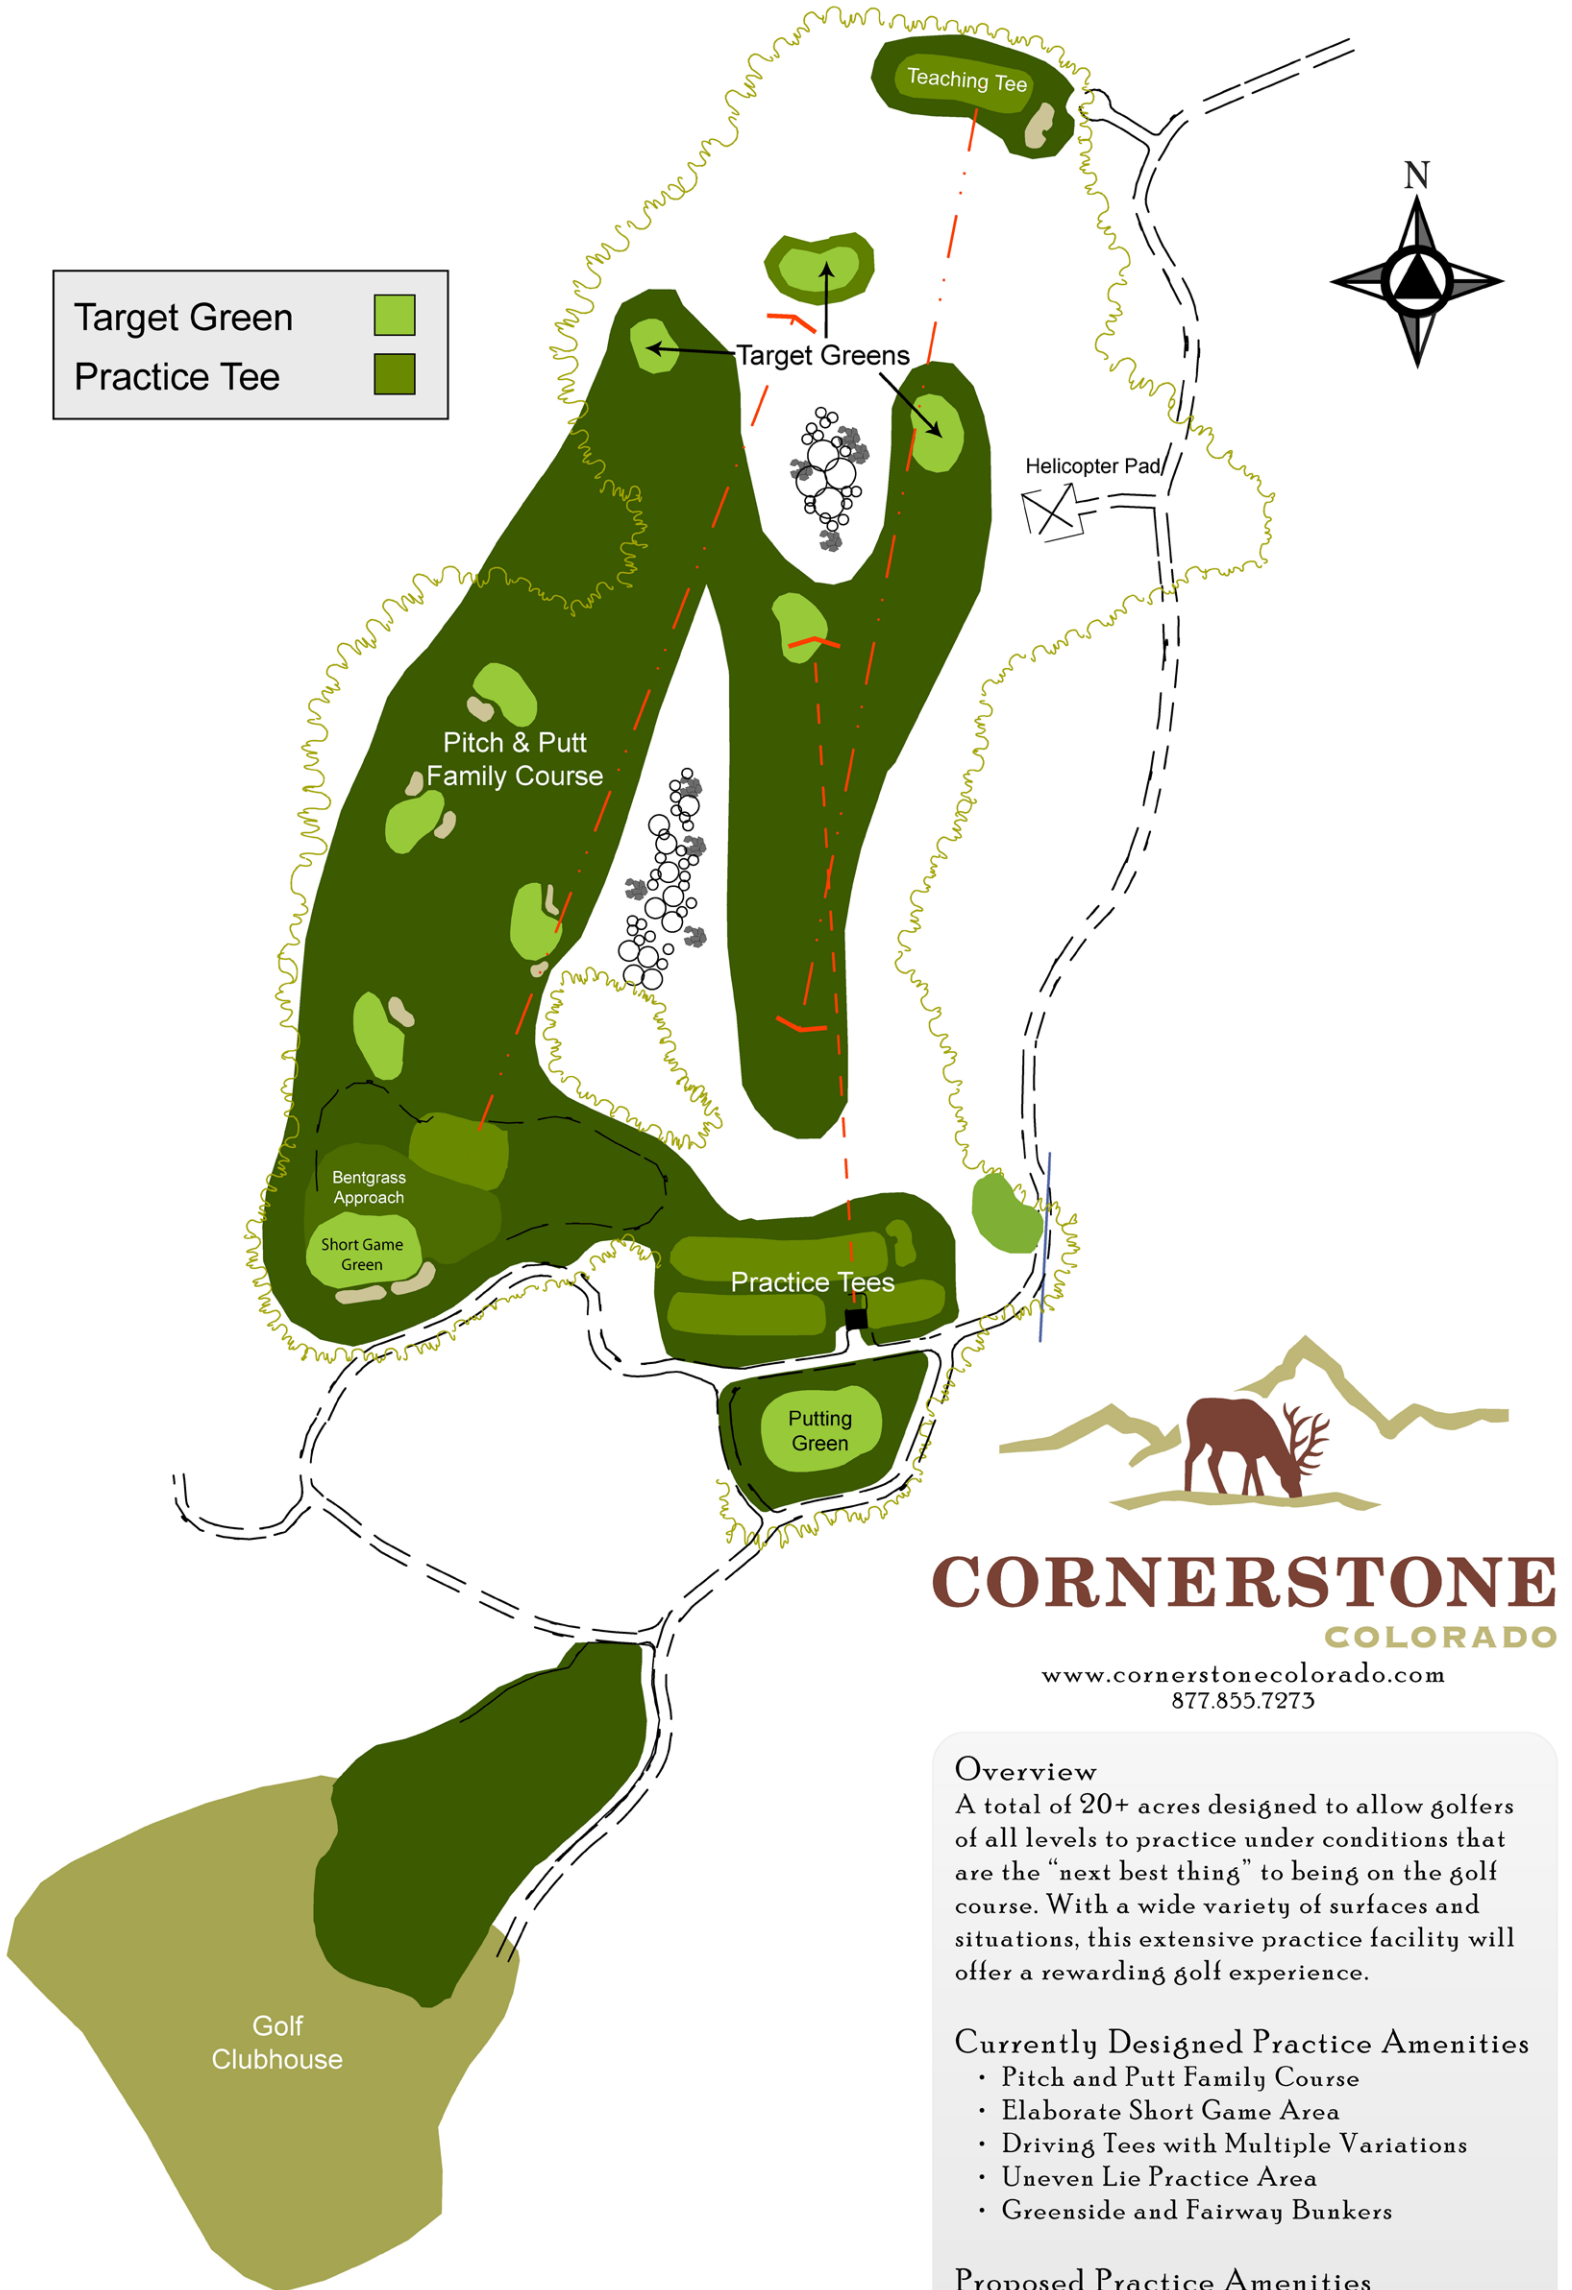 Teaching Tee
N
Target Green
Practice Tee
Target Greens
Helicopter Pad
Pitch & Putt
Family Course
Bentgrass
Approach
Short Game
Green
Practice Tees
Putting
Green
Golf
Clubhouse
CORNERSTONE
COLORADO
www.cornerstonecolorado.com
877.855.7273
Overview
A total of 20+ acres designed to allow golfers
of all levels to practice under conditions that
are the “next best thing” to being on the golf
course. With a wide variety of surfaces and
situations, this extensive practice facility will
offer a rewarding golf experience.
Currently Designed Practice Amenities
• Pitch and Putt Family Course
• Elaborate Short Game Area
• Driving Tees with Multiple Variations
• Uneven Lie Practice Area
• Greenside and Fairway Bunkers
Proposed Practice Amenities